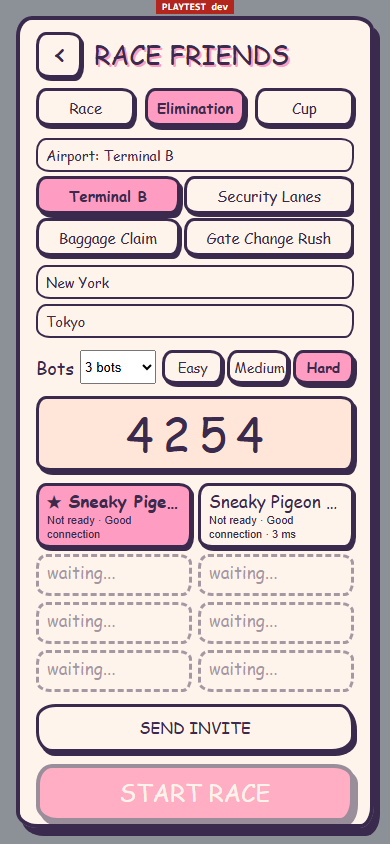 PLAYTEST dev
RACE FRIENDS
Race
Elimination
Cup
Airport: Terminal B
Terminal B
Security Lanes
Baggage Claim
Gate Change Rush
New York
Tokyo
Bots
3 bots
Easy
Medium
Hard
4254
★ Sneaky Pige...
Not ready · Good
connection
Sneaky Pigeon ...
Not ready · Good
connection · 3 ms
waiting...
waiting...
waiting...
waiting...
waiting...
waiting...
SEND INVITE
START RACE